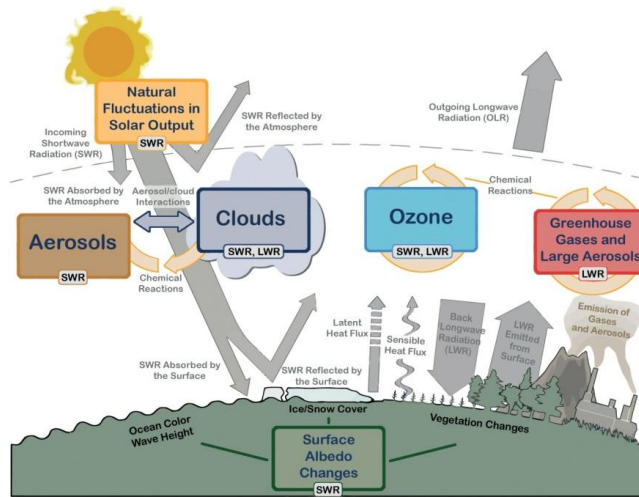 Natural
Fluctuations in
Solar Output
SWR
Incoming
Shortwave
Radiation (SWR)
SWR Reflected by
the Atmosphere
Outgoing Longwave
Radiation (OLR)
SWR Absorbed by
the Atmosphere
Aerosol/cloud
Interactions
Chemical
Reactions
Aerosols
SWR
Clouds
SWR, LWR
Ozone
SWR, LWR
Greenhouse
Gases and
Large Aerosols
LWR
Chemical
Reactions
Emission of
Gases
and Aerosols
Latent
Heat Flux
Sensible
Heat Flux
Back
Longwave
Radiation
(LWR)
LWR
Emitted
from
Surface
SWR Absorbed by
the Surface
SWR Reflected by
the Surface
Ice/Snow Cover
Vegetation Changes
Ocean Color
Wave Height
Surface
Albedo
Changes
SWR